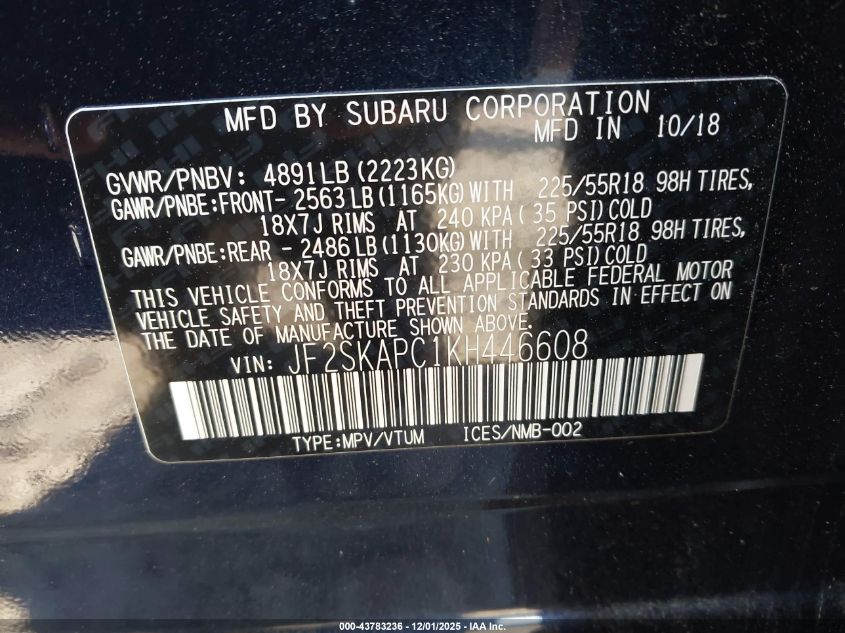 MFD BY SUBARU CORPORATION
MFD IN 10/18
GVWR/PNBV: 4891LB(2223KG)
GAWR/PNBE:FRONT- 2563LB(1165KG)WITH 225/55R18 98H TIRES,
18X7J RIMS AT 240 KPA( 35 PSI)COLD
GAWR/PNBE:REAR - 2486LB(1130KG)WITH 225/55R18 98H TIRES,
18X7J RIMS AT 230 KPA( 33 PSI)COLD
THIS VEHICLE CONFORMS TO ALL APPLICABLE FEDERAL MOTOR
VEHICLE SAFETY AND THEFT PREVENTION STANDARDS IN EFFECT ON
THE DATE OF MANUFACTURE SHOWN ABOVE.
VIN: JF2SKAPC1KH446608
TYPE:MPV/VTUM ICES/NMB-002
000-43783236 - 12/01/2025 - IAA Inc.